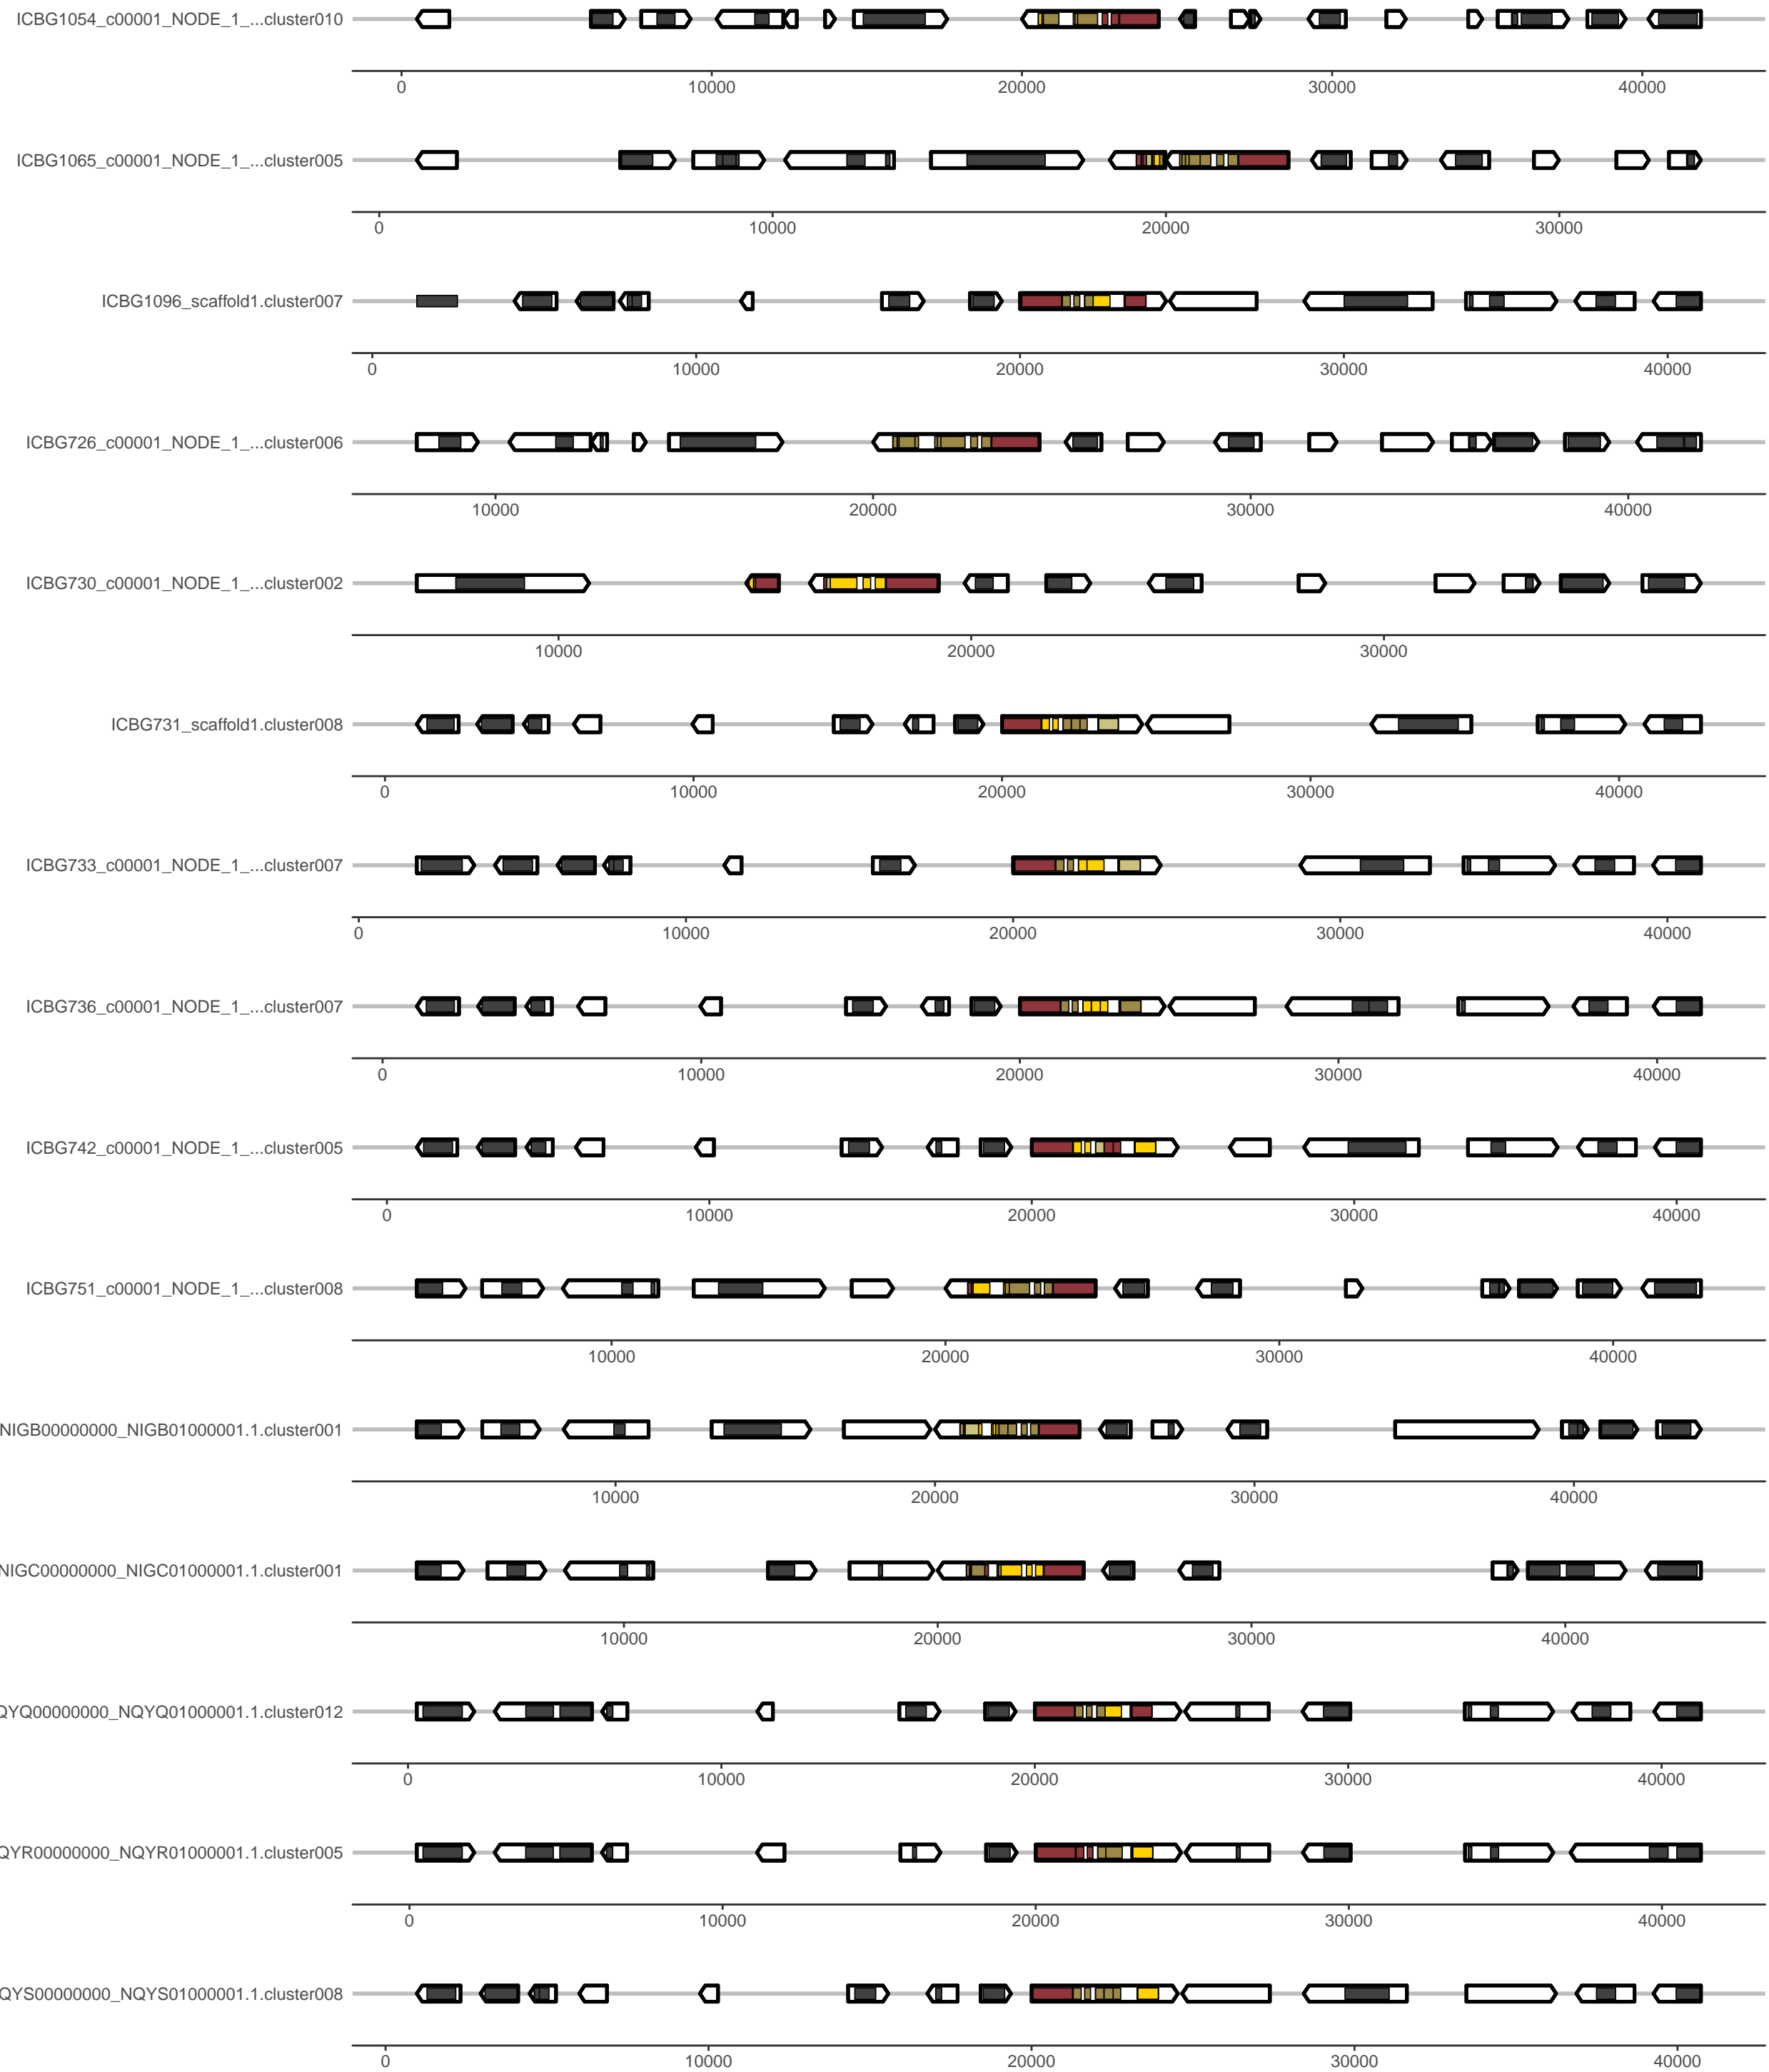 ICBG1054_c00001_NODE_1_...cluster010
0 10000 20000 30000 40000
ICBG1065_c00001_NODE_1_...cluster005
0 10000 20000 30000
ICBG1096_scaffold1.cluster007
0 10000 20000 30000 40000
ICBG726_c00001_NODE_1_...cluster006
10000 20000 30000 40000
ICBG730_c00001_NODE_1_...cluster002
10000 20000 30000
ICBG731_scaffold1.cluster008
0 10000 20000 30000 40000
ICBG733_c00001_NODE_1_...cluster007
0 10000 20000 30000 40000
ICBG736_c00001_NODE_1_...cluster007
0 10000 20000 30000 40000
ICBG742_c00001_NODE_1_...cluster005
0 10000 20000 30000 40000
ICBG751_c00001_NODE_1_...cluster008
10000 20000 30000 40000
NIGB00000000_NIGB01000001.1.cluster001
10000 20000 30000 40000
NIGC00000000_NIGC01000001.1.cluster001
10000 20000 30000 40000
QYQ00000000_NQYQ01000001.1.cluster012
0 10000 20000 30000 40000
QYR00000000_NQYR01000001.1.cluster005
0 10000 20000 30000 40000
QYS00000000_NQYS01000001.1.cluster008
0 10000 20000 30000 40000